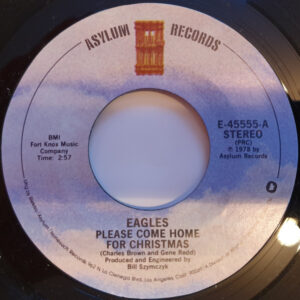 ASYLUM RECORDS
BMI
Fort Knox Music
Company
Time: 2:57
E-45555-A
STEREO
(PRC)
℗ 1978 by
Asylum Records
EAGLES
PLEASE COME HOME
FOR CHRISTMAS
(Charles Brown and Gene Redd)
Produced and Engineered by
Bill Szymczyk